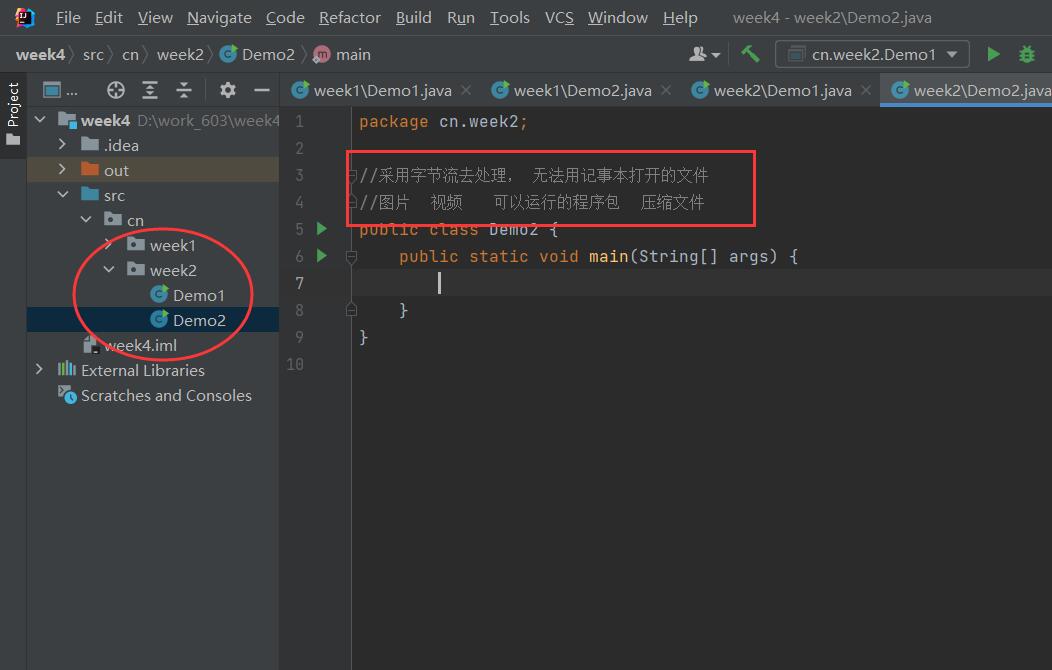 File Edit View Navigate Code Refactor Build Run Tools VCS Window Help week4 - week2\Demo2.java
week4 src cn week2 Demo2 main cn.week2.Demo1
Project
...
week1\Demo1.java week1\Demo2.java week2\Demo1.java week2\Demo2.java
week4 D:\work_603\week4
.idea
out
src
cn
week1
week2
Demo1
Demo2
week4.iml
External Libraries
Scratches and Consoles
1 package cn.week2;
2
3 //采用字节流去处理， 无法用记事本打开的文件
4 //图片 视频 可以运行的程序包 压缩文件
5 public class Demo2 {
6 public static void main(String[] args) {
7
8 }
9 }
10